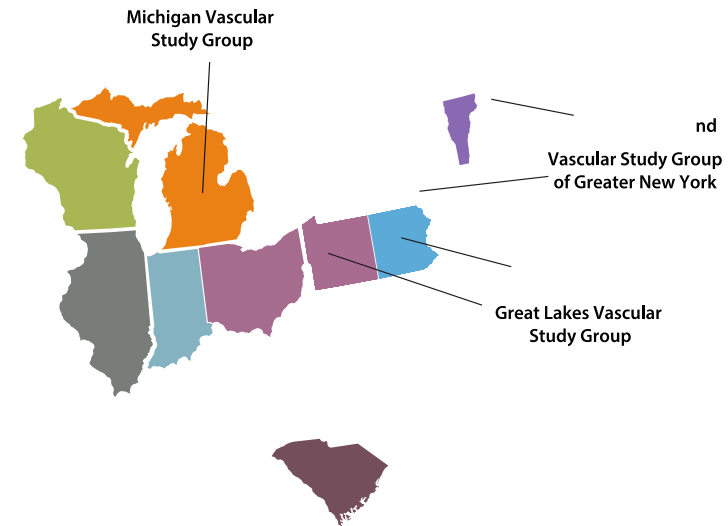 Michigan Vascular
Study Group
nd
Vascular Study Group
of Greater New York
Great Lakes Vascular
Study Group